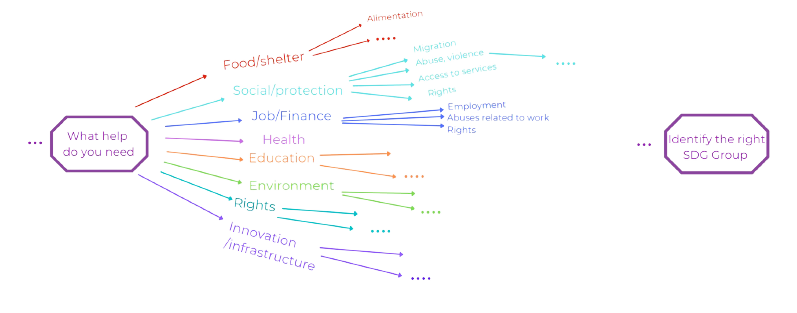 ... What help
do you need
Food/shelter
Alimentation
....
Social/protection
Migration
Abuse, violence
....
Access to services
Rights
Job/Finance
Employment
Abuses related to work
Rights
Health
Education
....
Environment
....
Rights
....
Innovation
/infrastructure
....
... Identify the right
SDG Group